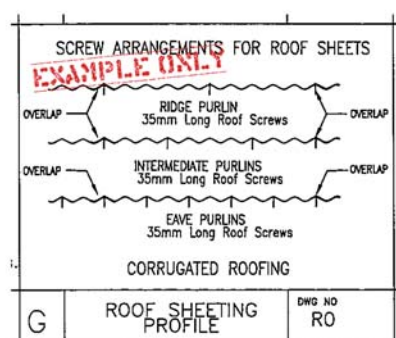 SCREW ARRANGEMENTS FOR ROOF SHEETS
EXAMPLE ONLY
OVERLAP
RIDGE PURLIN
35mm Long Roof Screws
OVERLAP
OVERLAP
INTERMEDIATE PURLINS
35mm Long Roof Screws
OVERLAP
EAVE PURLINS
35mm Long Roof Screws
CORRUGATED ROOFING
G
ROOF SHEETING
PROFILE
DWG NO
RO